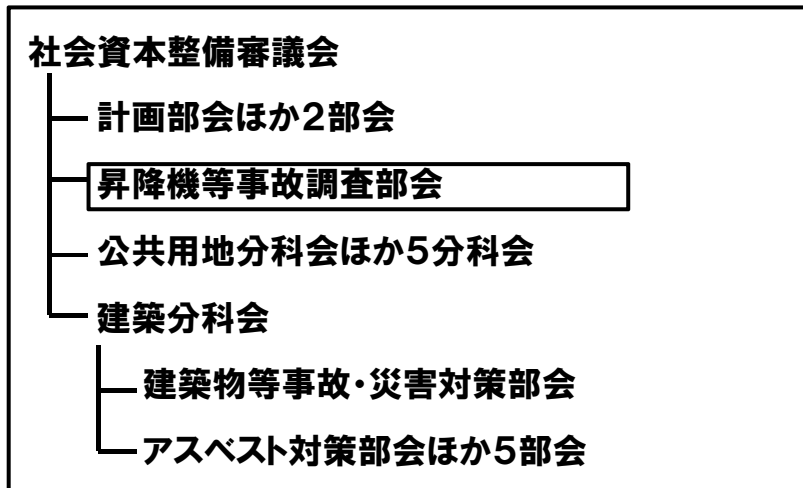 社会資本整備審議会
計画部会ほか2部会
昇降機等事故調査部会
公共用地分科会ほか5分科会
建築分科会
建築物等事故・災害対策部会
アスベスト対策部会ほか5部会